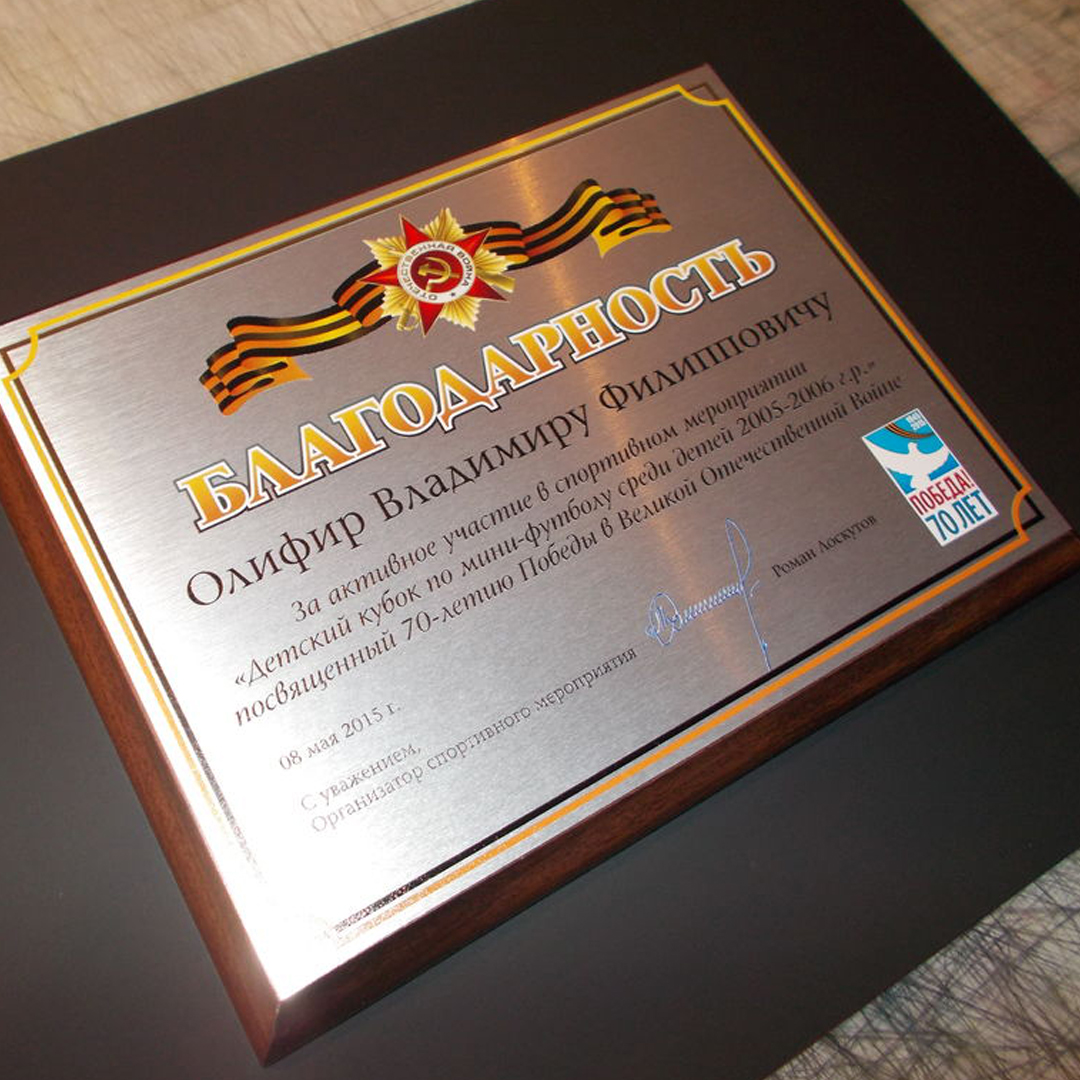 ОТЕЧЕСТВЕННАЯ ВОЙНА
БЛАГОДАРНОСТЬ
Олифир Владимиру Филипповичу
За активное участие в спортивном мероприятии
«Детский кубок по мини-футболу среди детей 2005-2006 г.р.»
посвященный 70-летию Победы в Великой Отечественной Войне
1945
2015
ПОБЕДА!
70 ЛЕТ
08 мая 2015 г.
С уважением,
Организатор спортивного мероприятия
Роман Лоскутов